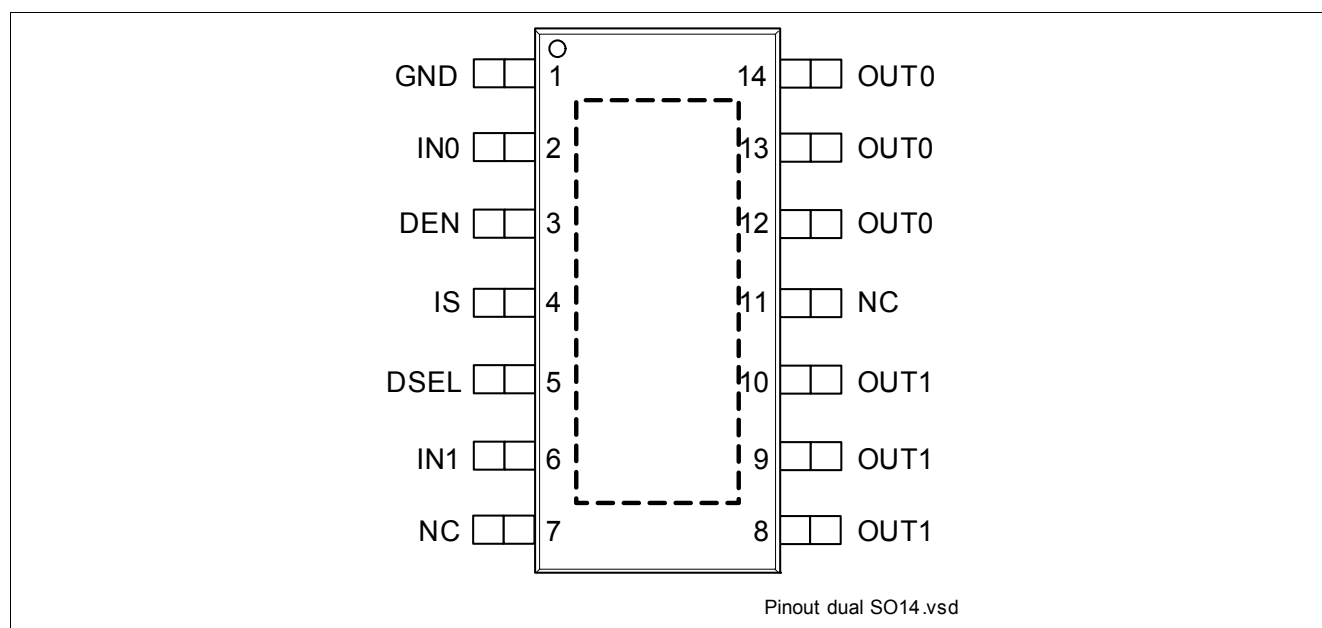 GND 1 14 OUT0
IN0 2 13 OUT0
DEN 3 12 OUT0
IS 4 11 NC
DSEL 5 10 OUT1
IN1 6 9 OUT1
NC 7 8 OUT1
Pinout dual SO14.vsd